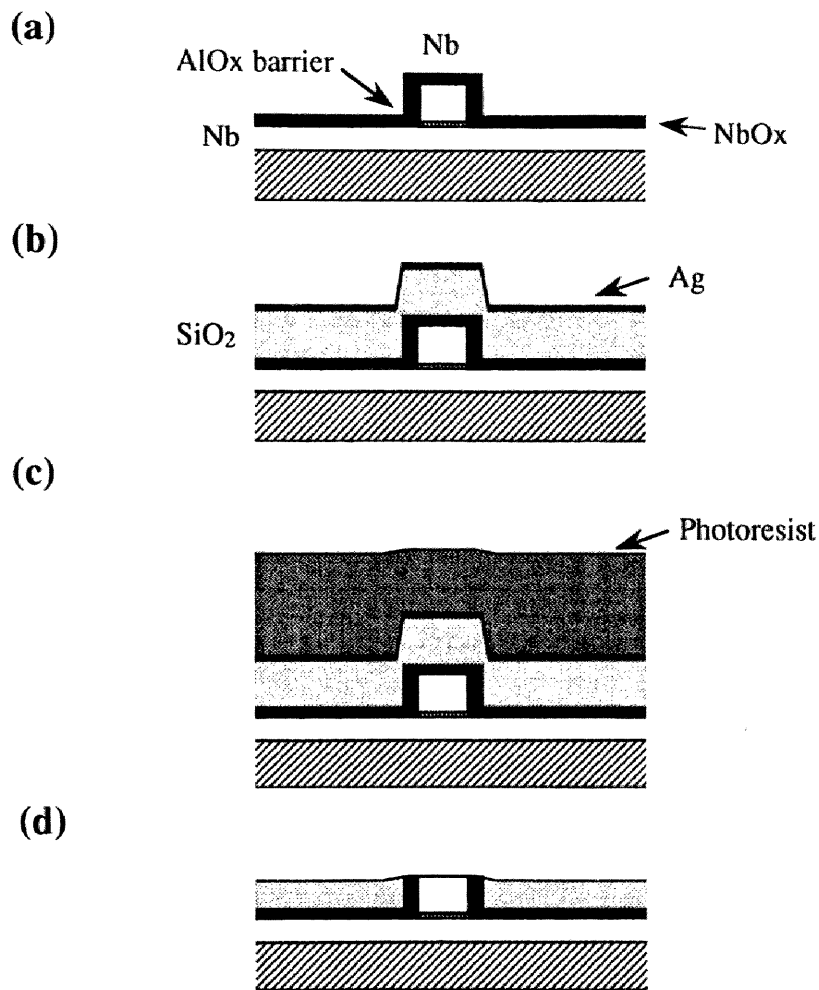 (a)
Nb
AlOx barrier
Nb
NbOx
(b)
Ag
SiO₂
(c)
Photoresist
(d)